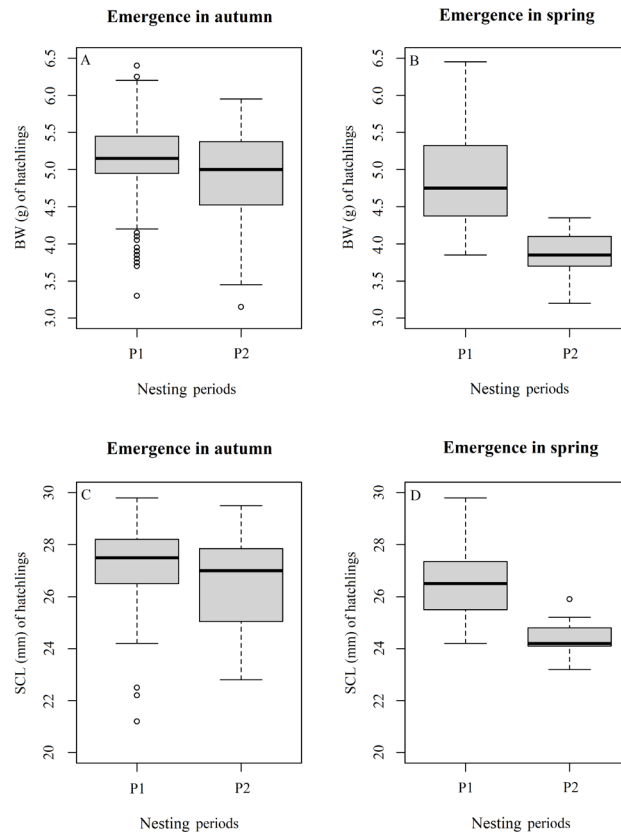 Emergence in autumn
A
BW (g) of hatchlings
6.5
6.0
5.5
5.0
4.5
4.0
3.5
3.0
P1
P2
Nesting periods
Emergence in spring
B
BW (g) of hatchlings
6.5
6.0
5.5
5.0
4.5
4.0
3.5
3.0
P1
P2
Nesting periods
Emergence in autumn
C
SCL (mm) of hatchlings
30
28
26
24
22
20
P1
P2
Nesting periods
Emergence in spring
D
SCL (mm) of hatchlings
30
28
26
24
22
20
P1
P2
Nesting periods